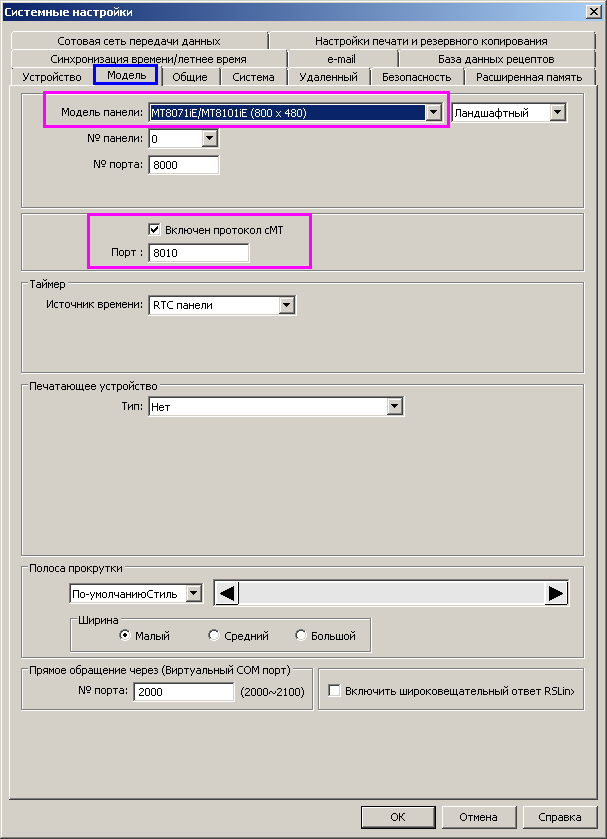 Системные настройки
Сотовая сеть передачи данных Настройки печати и резервного копирования
Синхронизация времени/летнее время e-mail База данных рецептов
Устройство Модель Общие Система Удаленный Безопасность Расширенная память
Модель панели: MT8071iE/MT8101iE (800 x 480) Ландшафтный
№ панели: 0
№ порта: 8000
Включен протокол cMT
Порт : 8010
Таймер
Источник времени: RTC панели
Печатающее устройство
Тип: Нет
Полоса прокрутки
По-умолчаниюСтиль
Ширина
Малый Средний Большой
Прямое обращение через (Виртуальный COM порт)
№ порта: 2000 (2000~2100) Включить широковещательный ответ RSLinx
OK Отмена Справка